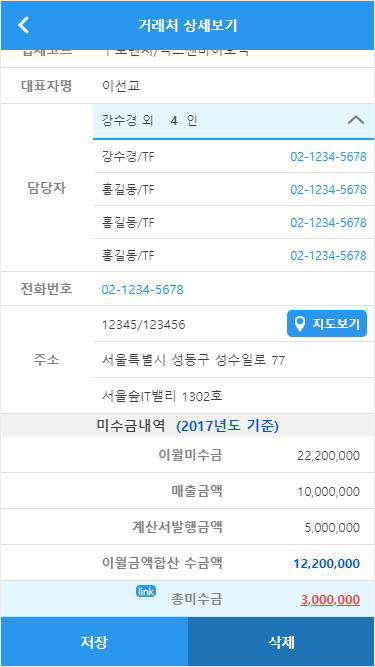 거래처 상세보기
대표자명 이선교
담당자
강수경 외 4 인
강수경/TF 02-1234-5678
홍길동/TF 02-1234-5678
홍길동/TF 02-1234-5678
홍길동/TF 02-1234-5678
전화번호 02-1234-5678
주소
12345/123456 지도보기
서울특별시 성동구 성수일로 77
서울숲IT밸리 1302호
미수금내역 (2017년도 기준)
이월미수금 22,200,000
매출금액 10,000,000
계산서발행금액 5,000,000
이월금액합산 수금액 12,200,000
link 총미수금 3,000,000
저장 삭제